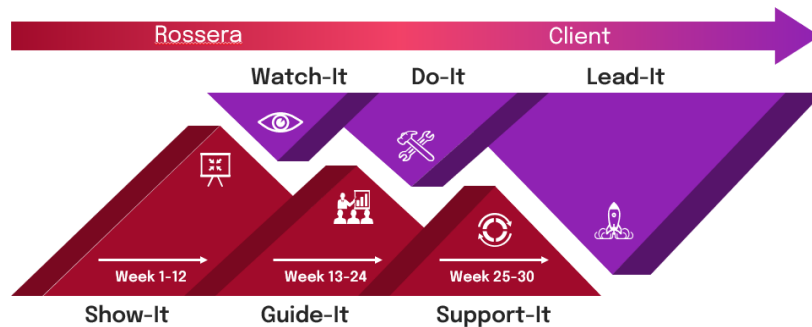 Rossera
Client
Watch-It
Do-It
Lead-It
Week 1-12
Week 13-24
Week 25-30
Show-It
Guide-It
Support-It